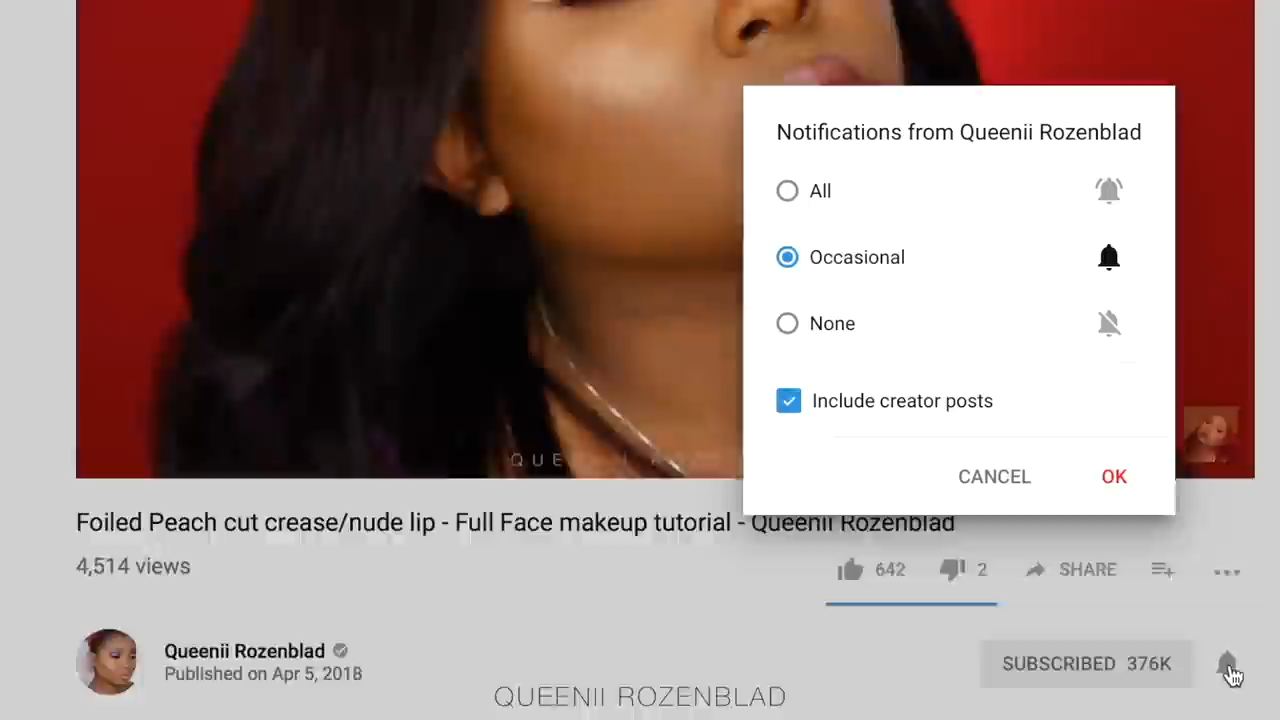 Notifications from Queenii Rozenblad
All
Occasional
None
Include creator posts
CANCEL OK
QUE
Foiled Peach cut crease/nude lip - Full Face makeup tutorial - Queenii Rozenblad
4,514 views
642 2 SHARE
Queenii Rozenblad
Published on Apr 5, 2018
SUBSCRIBED 376K
QUEENII ROZENBLAD